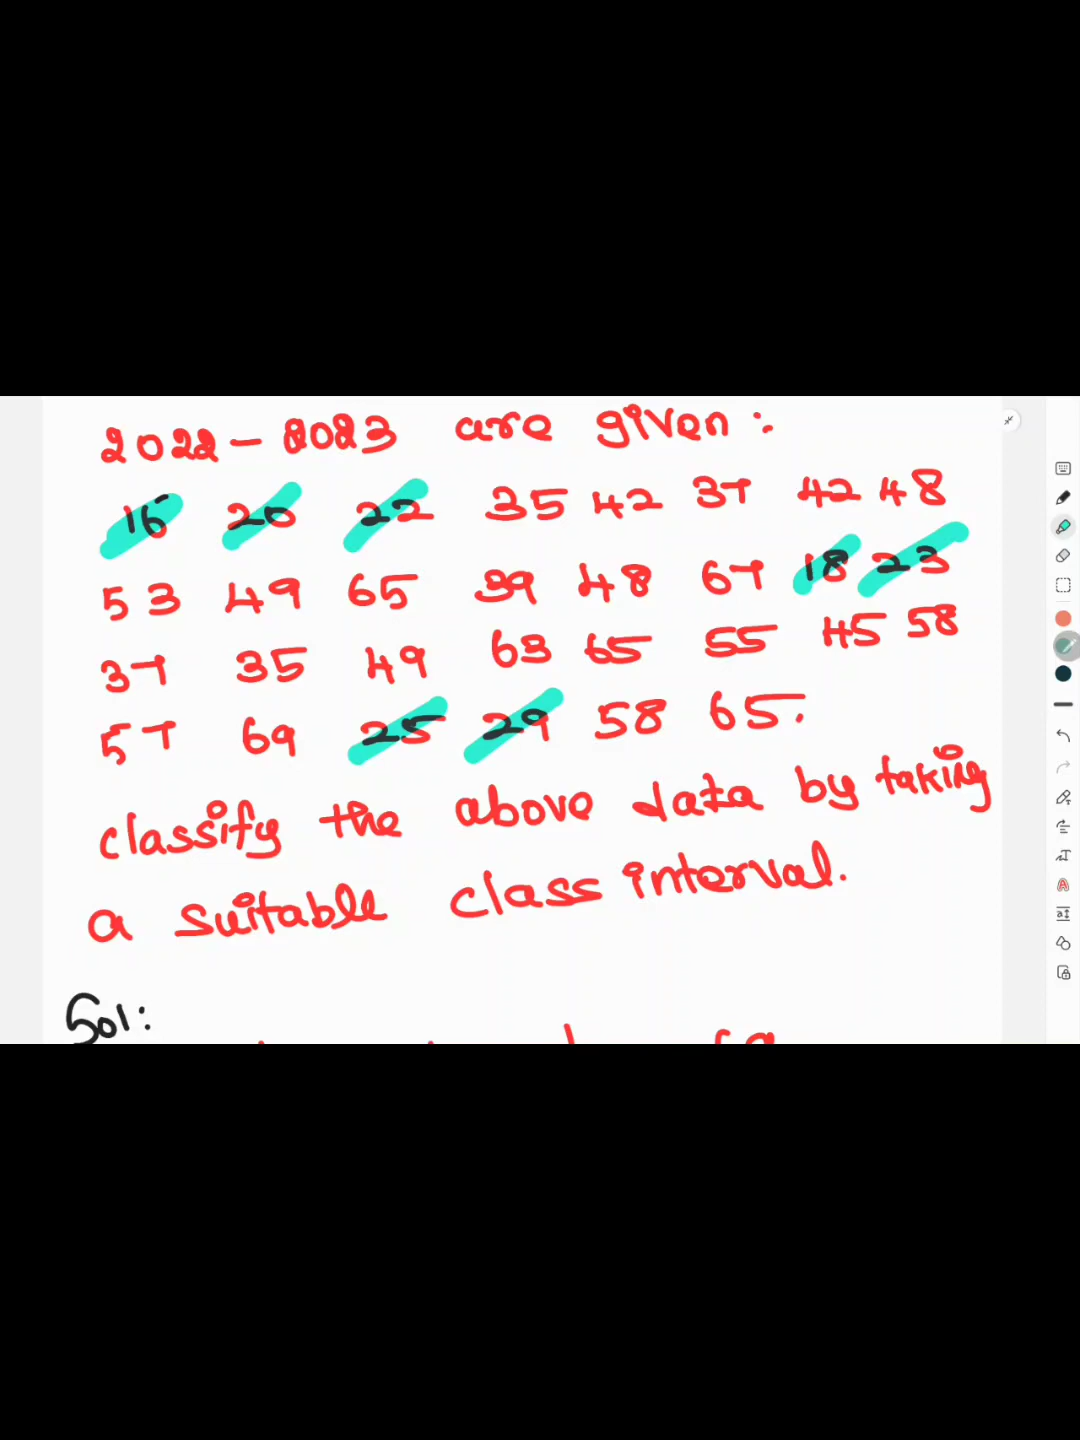 2022-2023 are given:
16 20 22 35 42 37 42 48
53 49 65 39 48 67 18 23
37 35 49 63 65 55 45 58
57 69 25 29 58 65.
classify the above data by taking
a suitable class interval.
Sol: